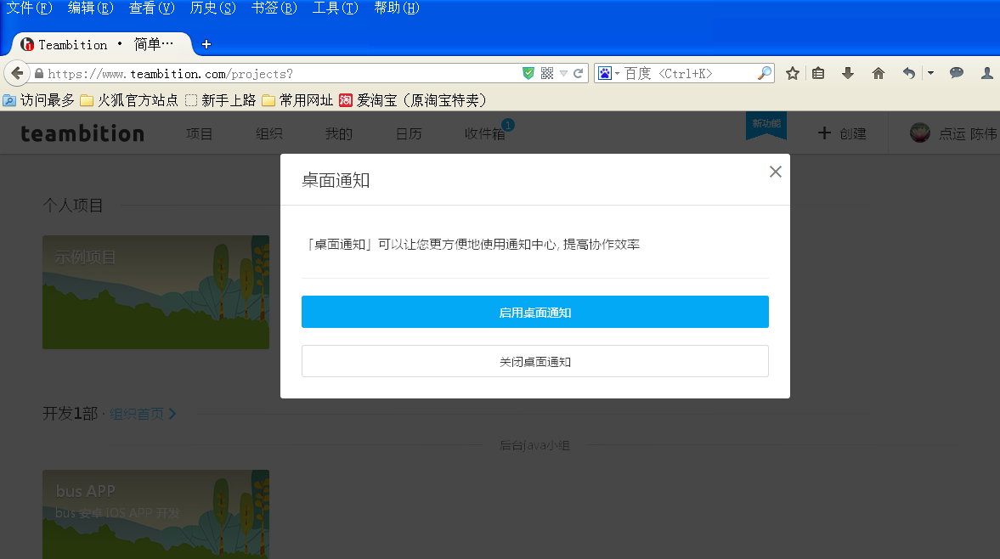 文件(F) 编辑(E) 查看(V) 历史(S) 书签(B) 工具(T) 帮助(H)
Teambition • 简单… +
https://www.teambition.com/projects?
百度 <Ctrl+K>
访问最多 火狐官方站点 新手上路 常用网址 淘 爱淘宝（原淘宝特卖）
teambition 项目 组织 我的 日历 收件箱 1 新功能 + 创建 点运 陈伟
桌面通知
个人项目
示例项目
「桌面通知」可以让您更方便地使用通知中心, 提高协作效率
启用桌面通知
关闭桌面通知
开发1部 · 组织首页
后台java小组
bus APP
bus 安卓 IOS APP 开发